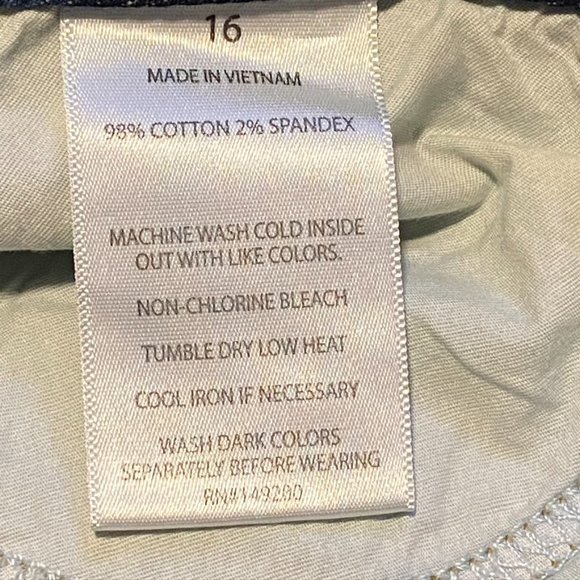 16
MADE IN VIETNAM
98% COTTON 2% SPANDEX
MACHINE WASH COLD INSIDE
OUT WITH LIKE COLORS.
NON-CHLORINE BLEACH
TUMBLE DRY LOW HEAT
COOL IRON IF NECESSARY
WASH DARK COLORS
SEPARATELY BEFORE WEARING
RN#149200